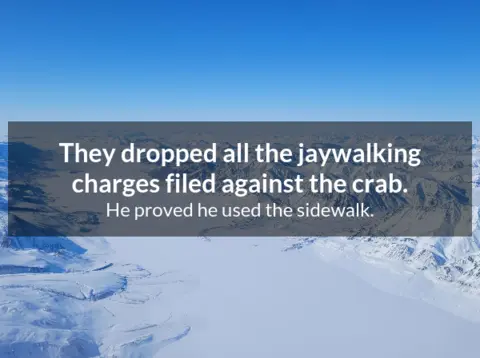 They dropped all the jaywalking
charges filed against the crab.
He proved he used the sidewalk.